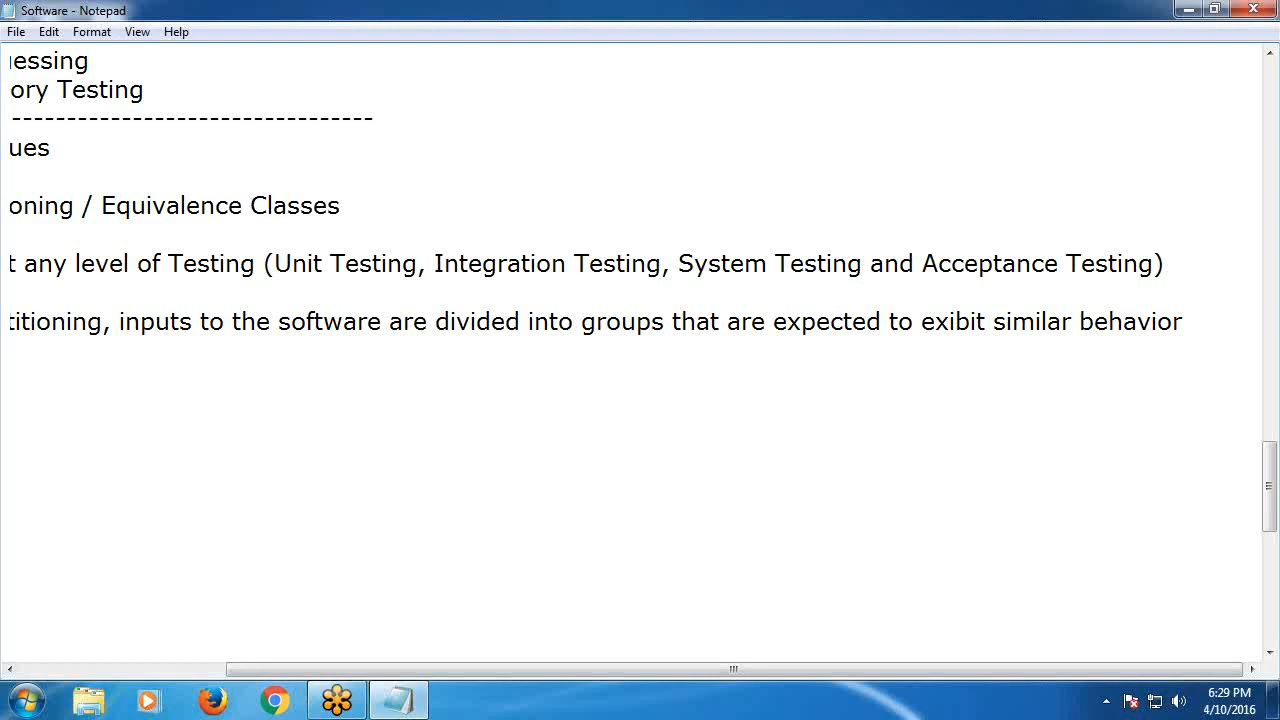 Software - Notepad
File Edit Format View Help
essing
ory Testing
---------------------------------
ues
oning / Equivalence Classes
t any level of Testing (Unit Testing, Integration Testing, System Testing and Acceptance Testing)
titioning, inputs to the software are divided into groups that are expected to exibit similar behavior
6:29 PM
4/10/2016